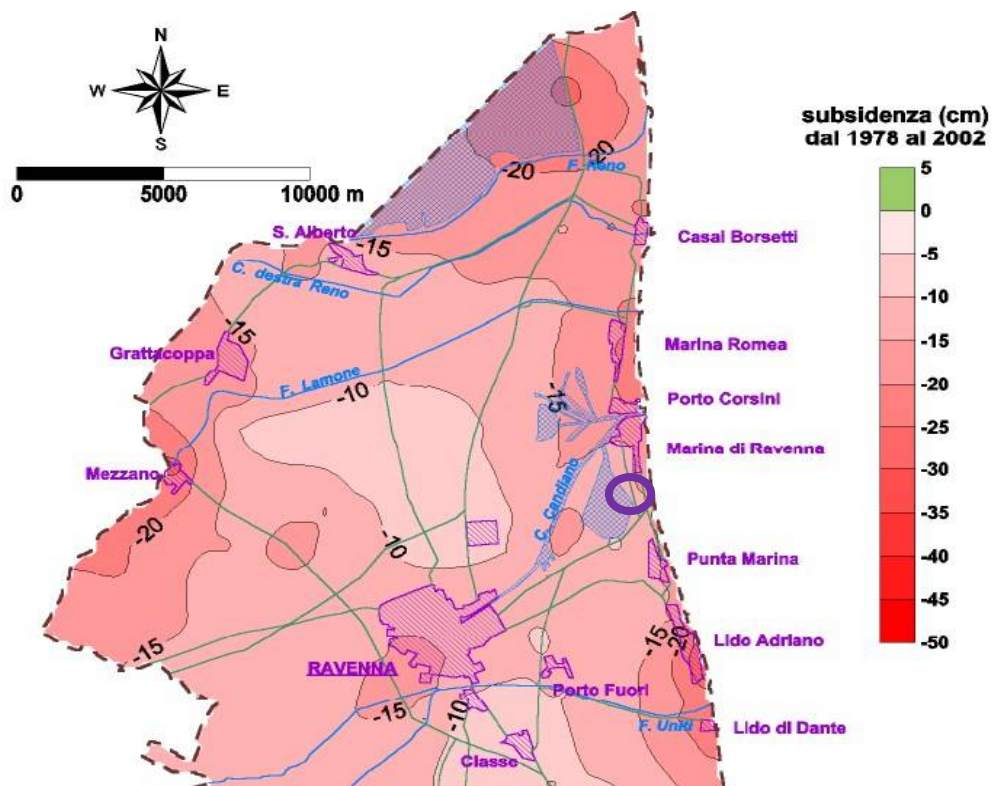 N
W E
S
0 5000 10000 m
subsidenza (cm)
dal 1978 al 2002
5
0
-5
-10
-15
-20
-25
-30
-35
-40
-45
-50
-20
-20
F. Reno
S. Alberto
-15
Casal Borsetti
C. destra Reno
-15
Grattacoppa
Marina Romea
F. Lamone
-10
-15
Porto Corsini
Marina di Ravenna
Mezzano
C. Candiano
-20
-10
Punta Marina
-15
-15
-20
Lido Adriano
RAVENNA
Porto Fuori
-15
-10
F. Uniti
Lido di Dante
Classe